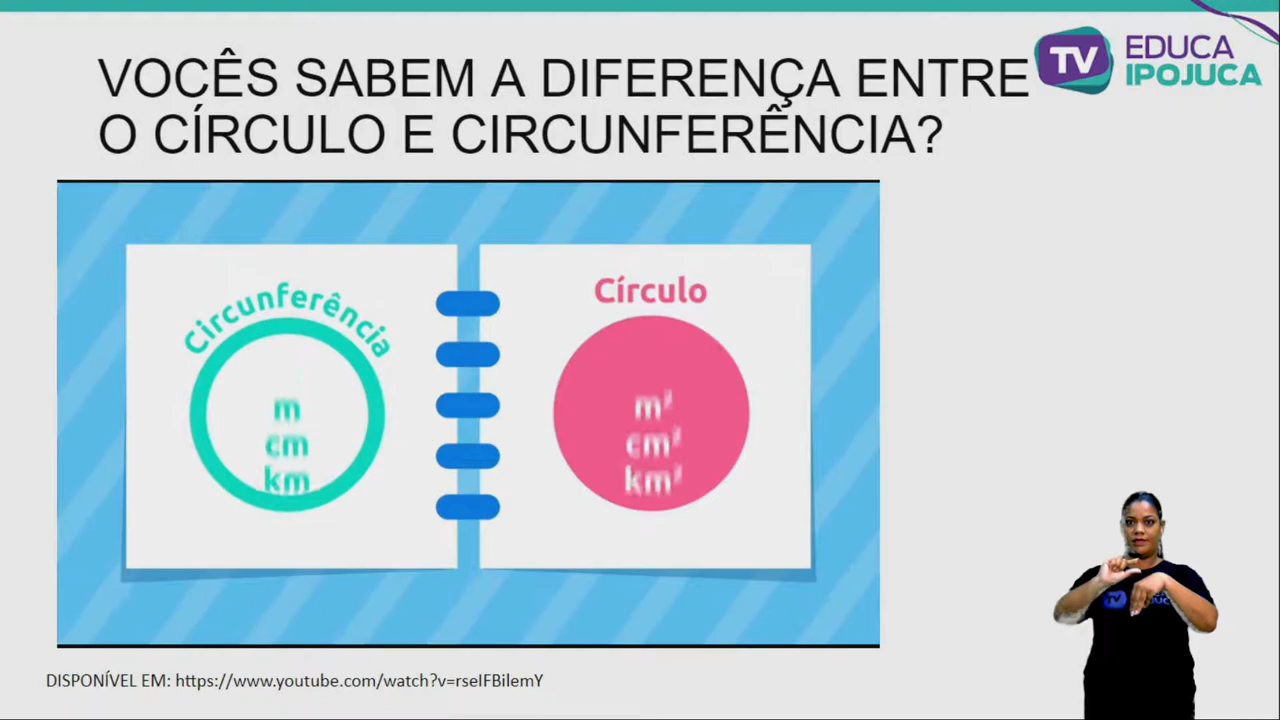 VOCÊS SABEM A DIFERENÇA ENTRE
O CÍRCULO E CIRCUNFERÊNCIA?
TV EDUCA
IPOJUCA
Circunferência
m
cm
km
Círculo
m²
cm²
km²
TV
DISPONÍVEL EM: https://www.youtube.com/watch?v=rseIFBilemY